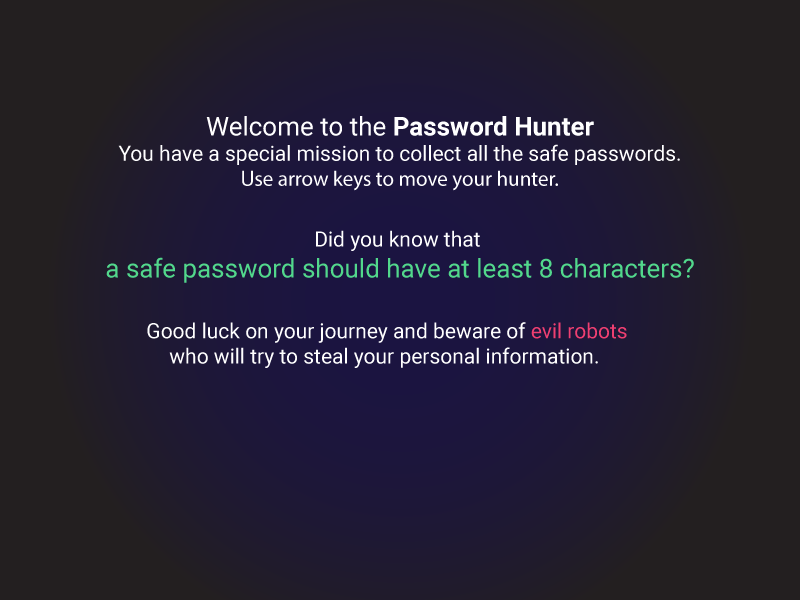 Welcome to the Password Hunter
You have a special mission to collect all the safe passwords.
Use arrow keys to move your hunter.
Did you know that
a safe password should have at least 8 characters?
Good luck on your journey and beware of evil robots
who will try to steal your personal information.